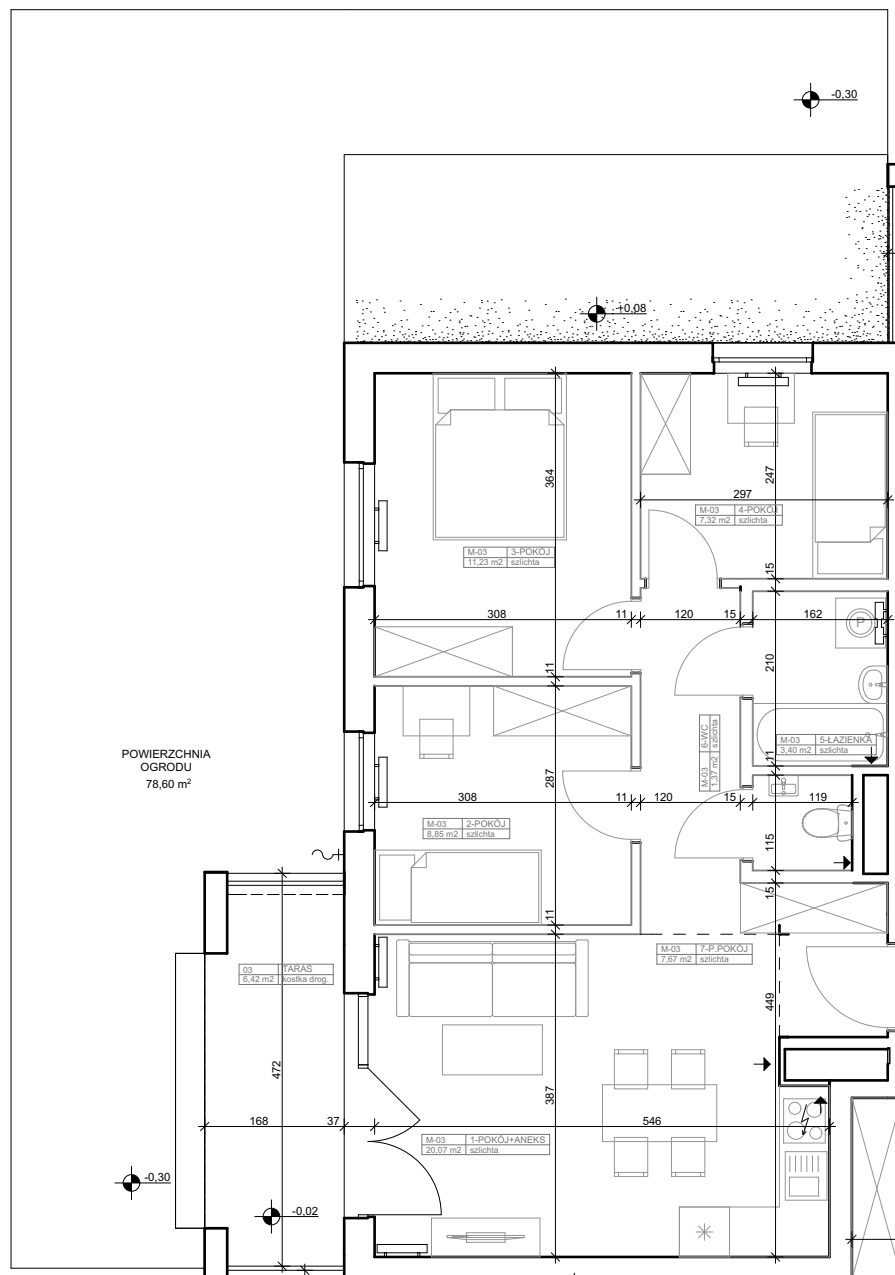 -0,30
+0,08
364
247
297
M-03 4-POKÓJ
7,32 m2 szlichta
M-03 3-POKÓJ
11,23 m2 szlichta
15
308
11
120
15
162
P
210
11
M-03 6-WC
1,37 m2 szlichta
M-03 5-ŁAZIENKA
3,40 m2 szlichta
11
POWIERZCHNIA
OGRODU
78,60 m²
287
308
11
120
15
119
M-03 2-POKÓJ
8,85 m2 szlichta
115
15
11
M-03 7-P.POKÓJ
7,67 m2 szlichta
03 TARAS
6,42 m2 kostka drog.
449
472
387
168
37
546
M-03 1-POKÓJ+ANEKS
20,07 m2 szlichta
-0,30
-0,02